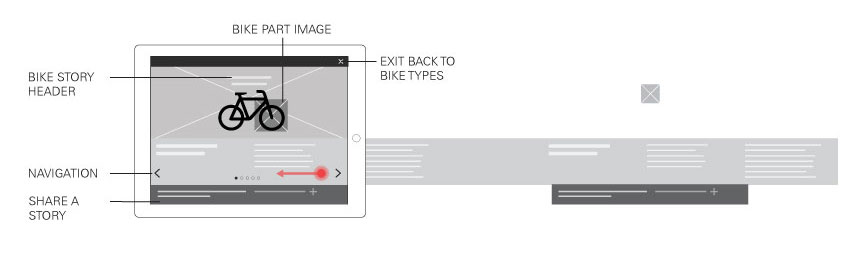 BIKE PART IMAGE
EXIT BACK TO
BIKE TYPES
BIKE STORY
HEADER
NAVIGATION
SHARE A
STORY